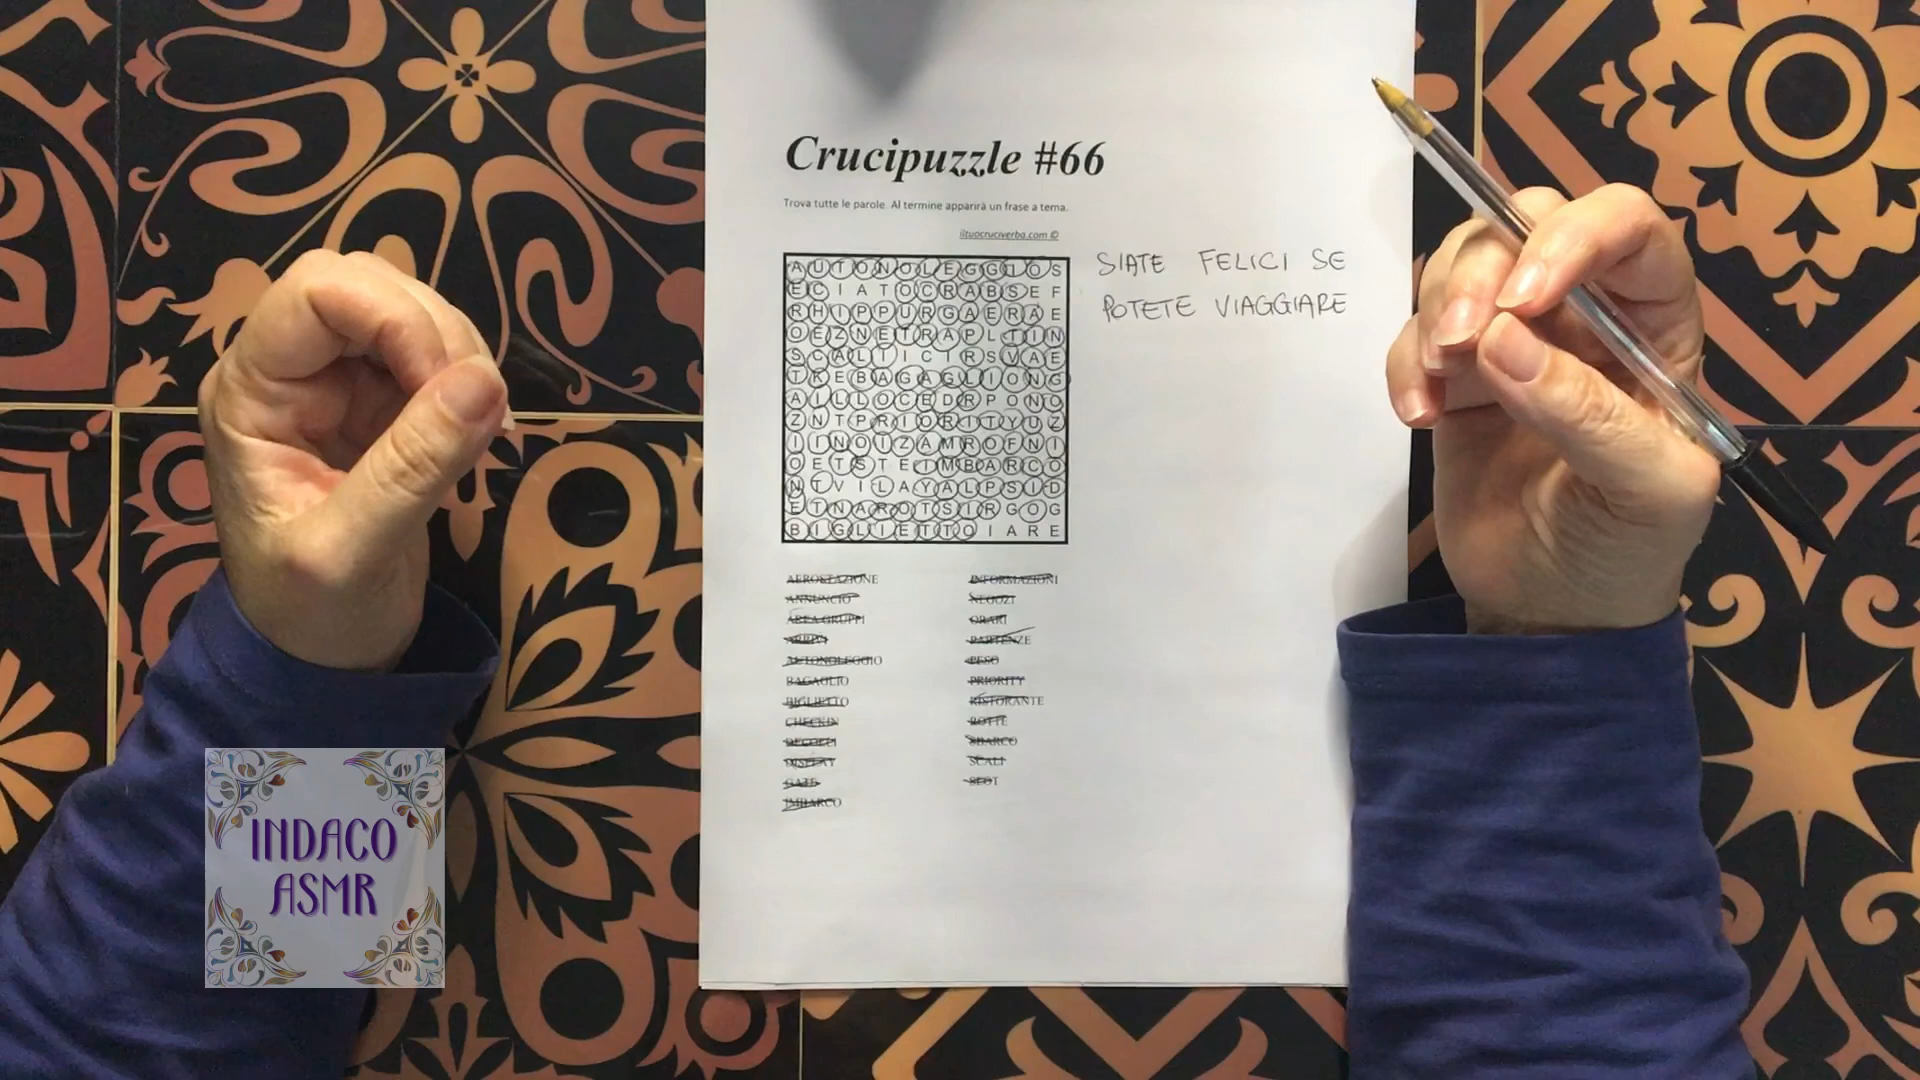 Crucipuzzle #66
Trova tutte le parole. Al termine apparirà un frase a tema.
iltuocruciverba.com ©
SIATE FELICI SE
POTETE VIAGGIARE
A U T O N O L E G G I O S
E C I A T O C R A B S E F
R H I P P U R G A E R A E
O E Z N E T R A P L T I N
S C A L T I C I R S V A E
T K E B A G A G L I O N G
A I L L O C E D R P O N O
Z N T P R I O R I T Y U Z
I I N O I Z A M R O F N I
O E T S T E I M B A R C O
N T V I L A Y A L P S I D
E T N A R O T S I R G O G
B I G L I E T T O I A R E
AEROSTAZIONE
ANNUNCIO
AREA GRUPPI
ARRIVI
AUTONOLEGGIO
BAGAGLIO
BIGLIETTO
CHECKIN
DECOLLI
DISPLAY
GATE
IMBARCO
INFORMAZIONI
NEGOZI
ORARI
PARTENZE
PESO
PRIORITY
RISTORANTE
ROTTE
SBARCO
SCALI
SLOT
INDACO
ASMR